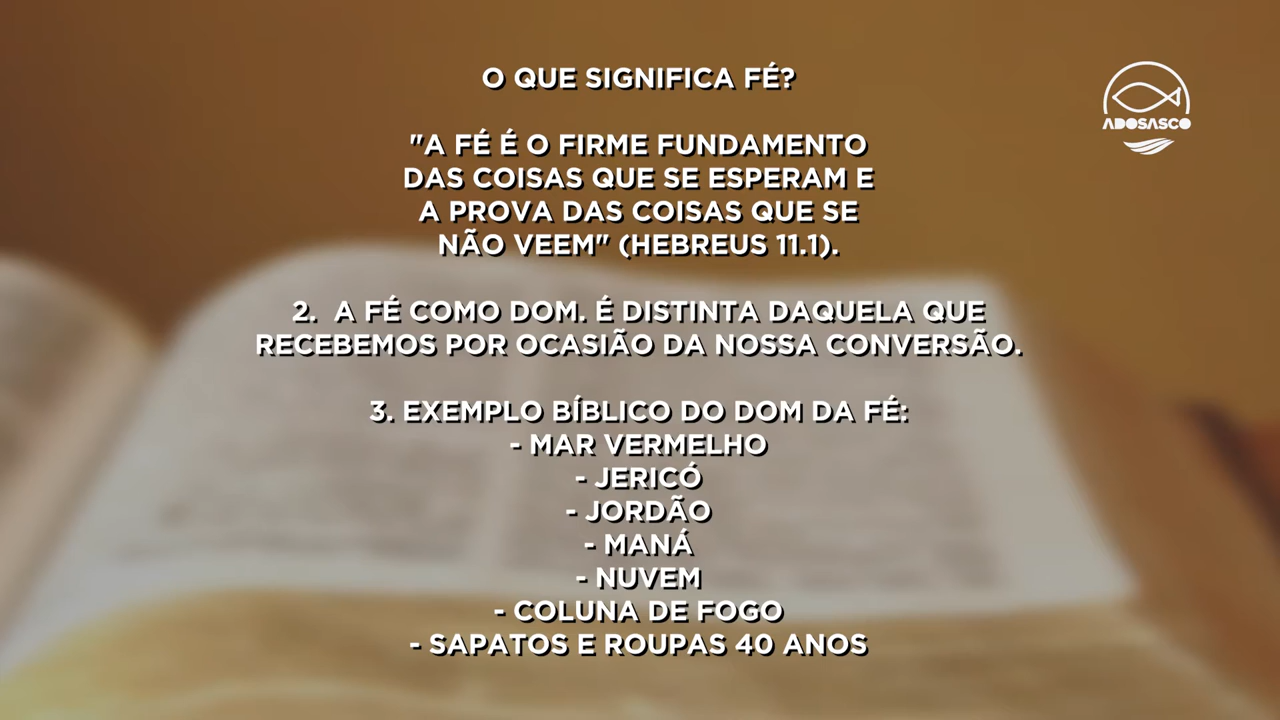 O QUE SIGNIFICA FÉ?
ADOSASCO
"A FÉ É O FIRME FUNDAMENTO
DAS COISAS QUE SE ESPERAM E
A PROVA DAS COISAS QUE SE
NÃO VEEM" (HEBREUS 11.1).
2.  A FÉ COMO DOM. É DISTINTA DAQUELA QUE
RECEBEMOS POR OCASIÃO DA NOSSA CONVERSÃO.
3. EXEMPLO BÍBLICO DO DOM DA FÉ:
- MAR VERMELHO
- JERICÓ
- JORDÃO
- MANÁ
- NUVEM
- COLUNA DE FOGO
- SAPATOS E ROUPAS 40 ANOS